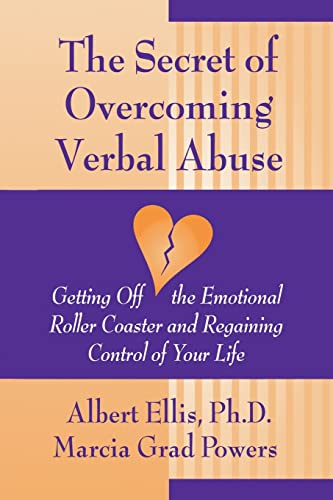 The Secret of
Overcoming
Verbal Abuse
Getting Off the Emotional
Roller Coaster and Regaining
Control of Your Life
Albert Ellis, Ph.D.
Marcia Grad Powers